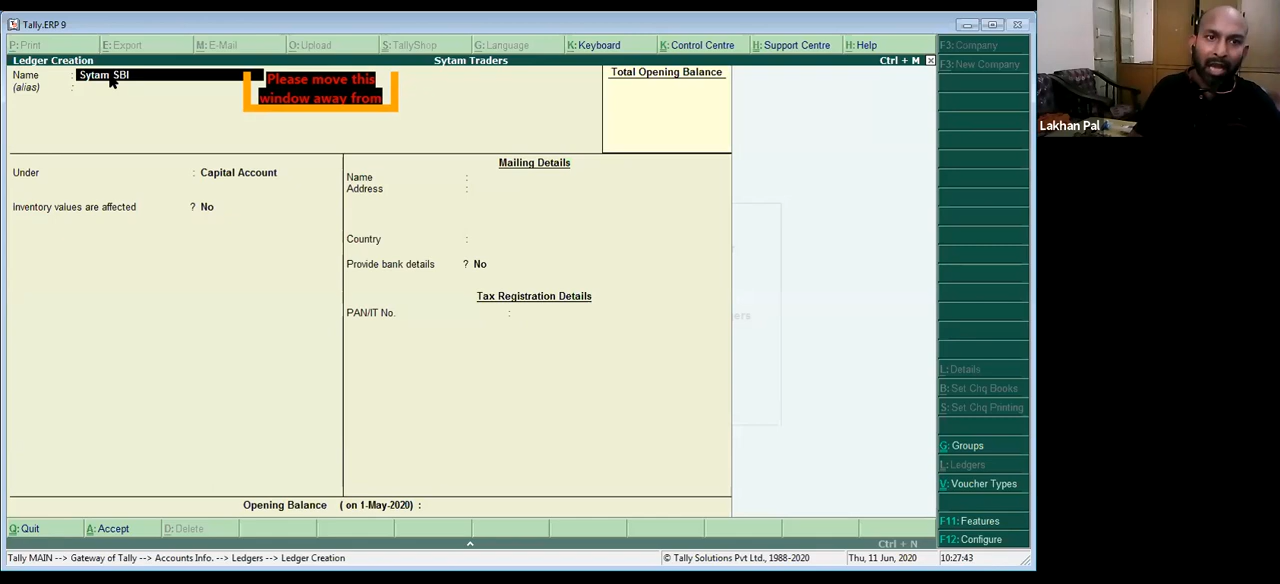 Tally.ERP 9
P: Print
E: Export
M: E-Mail
O: Upload
S: TallyShop
G: Language
K: Keyboard
K: Control Centre
H: Support Centre
H: Help
F3: Company
F3: New Company
Ledger Creation
Sytam Traders
Ctrl + M
Name : Sytam SBI
(alias) :
Please move this
window away from
Total Opening Balance
Lakhan Pal
Under : Capital Account
Inventory values are affected ? No
Mailing Details
Name :
Address :
Country :
Provide bank details ? No
Tax Registration Details
PAN/IT No. :
L: Details
B: Set Chq Books
S: Set Chq Printing
G: Groups
L: Ledgers
V: Voucher Types
F11: Features
F12: Configure
Opening Balance ( on 1-May-2020) :
Q: Quit
A: Accept
D: Delete
Ctrl + N
Tally MAIN --> Gateway of Tally --> Accounts Info. --> Ledgers --> Ledger Creation
© Tally Solutions Pvt Ltd., 1988-2020
Thu, 11 Jun, 2020
10:27:43